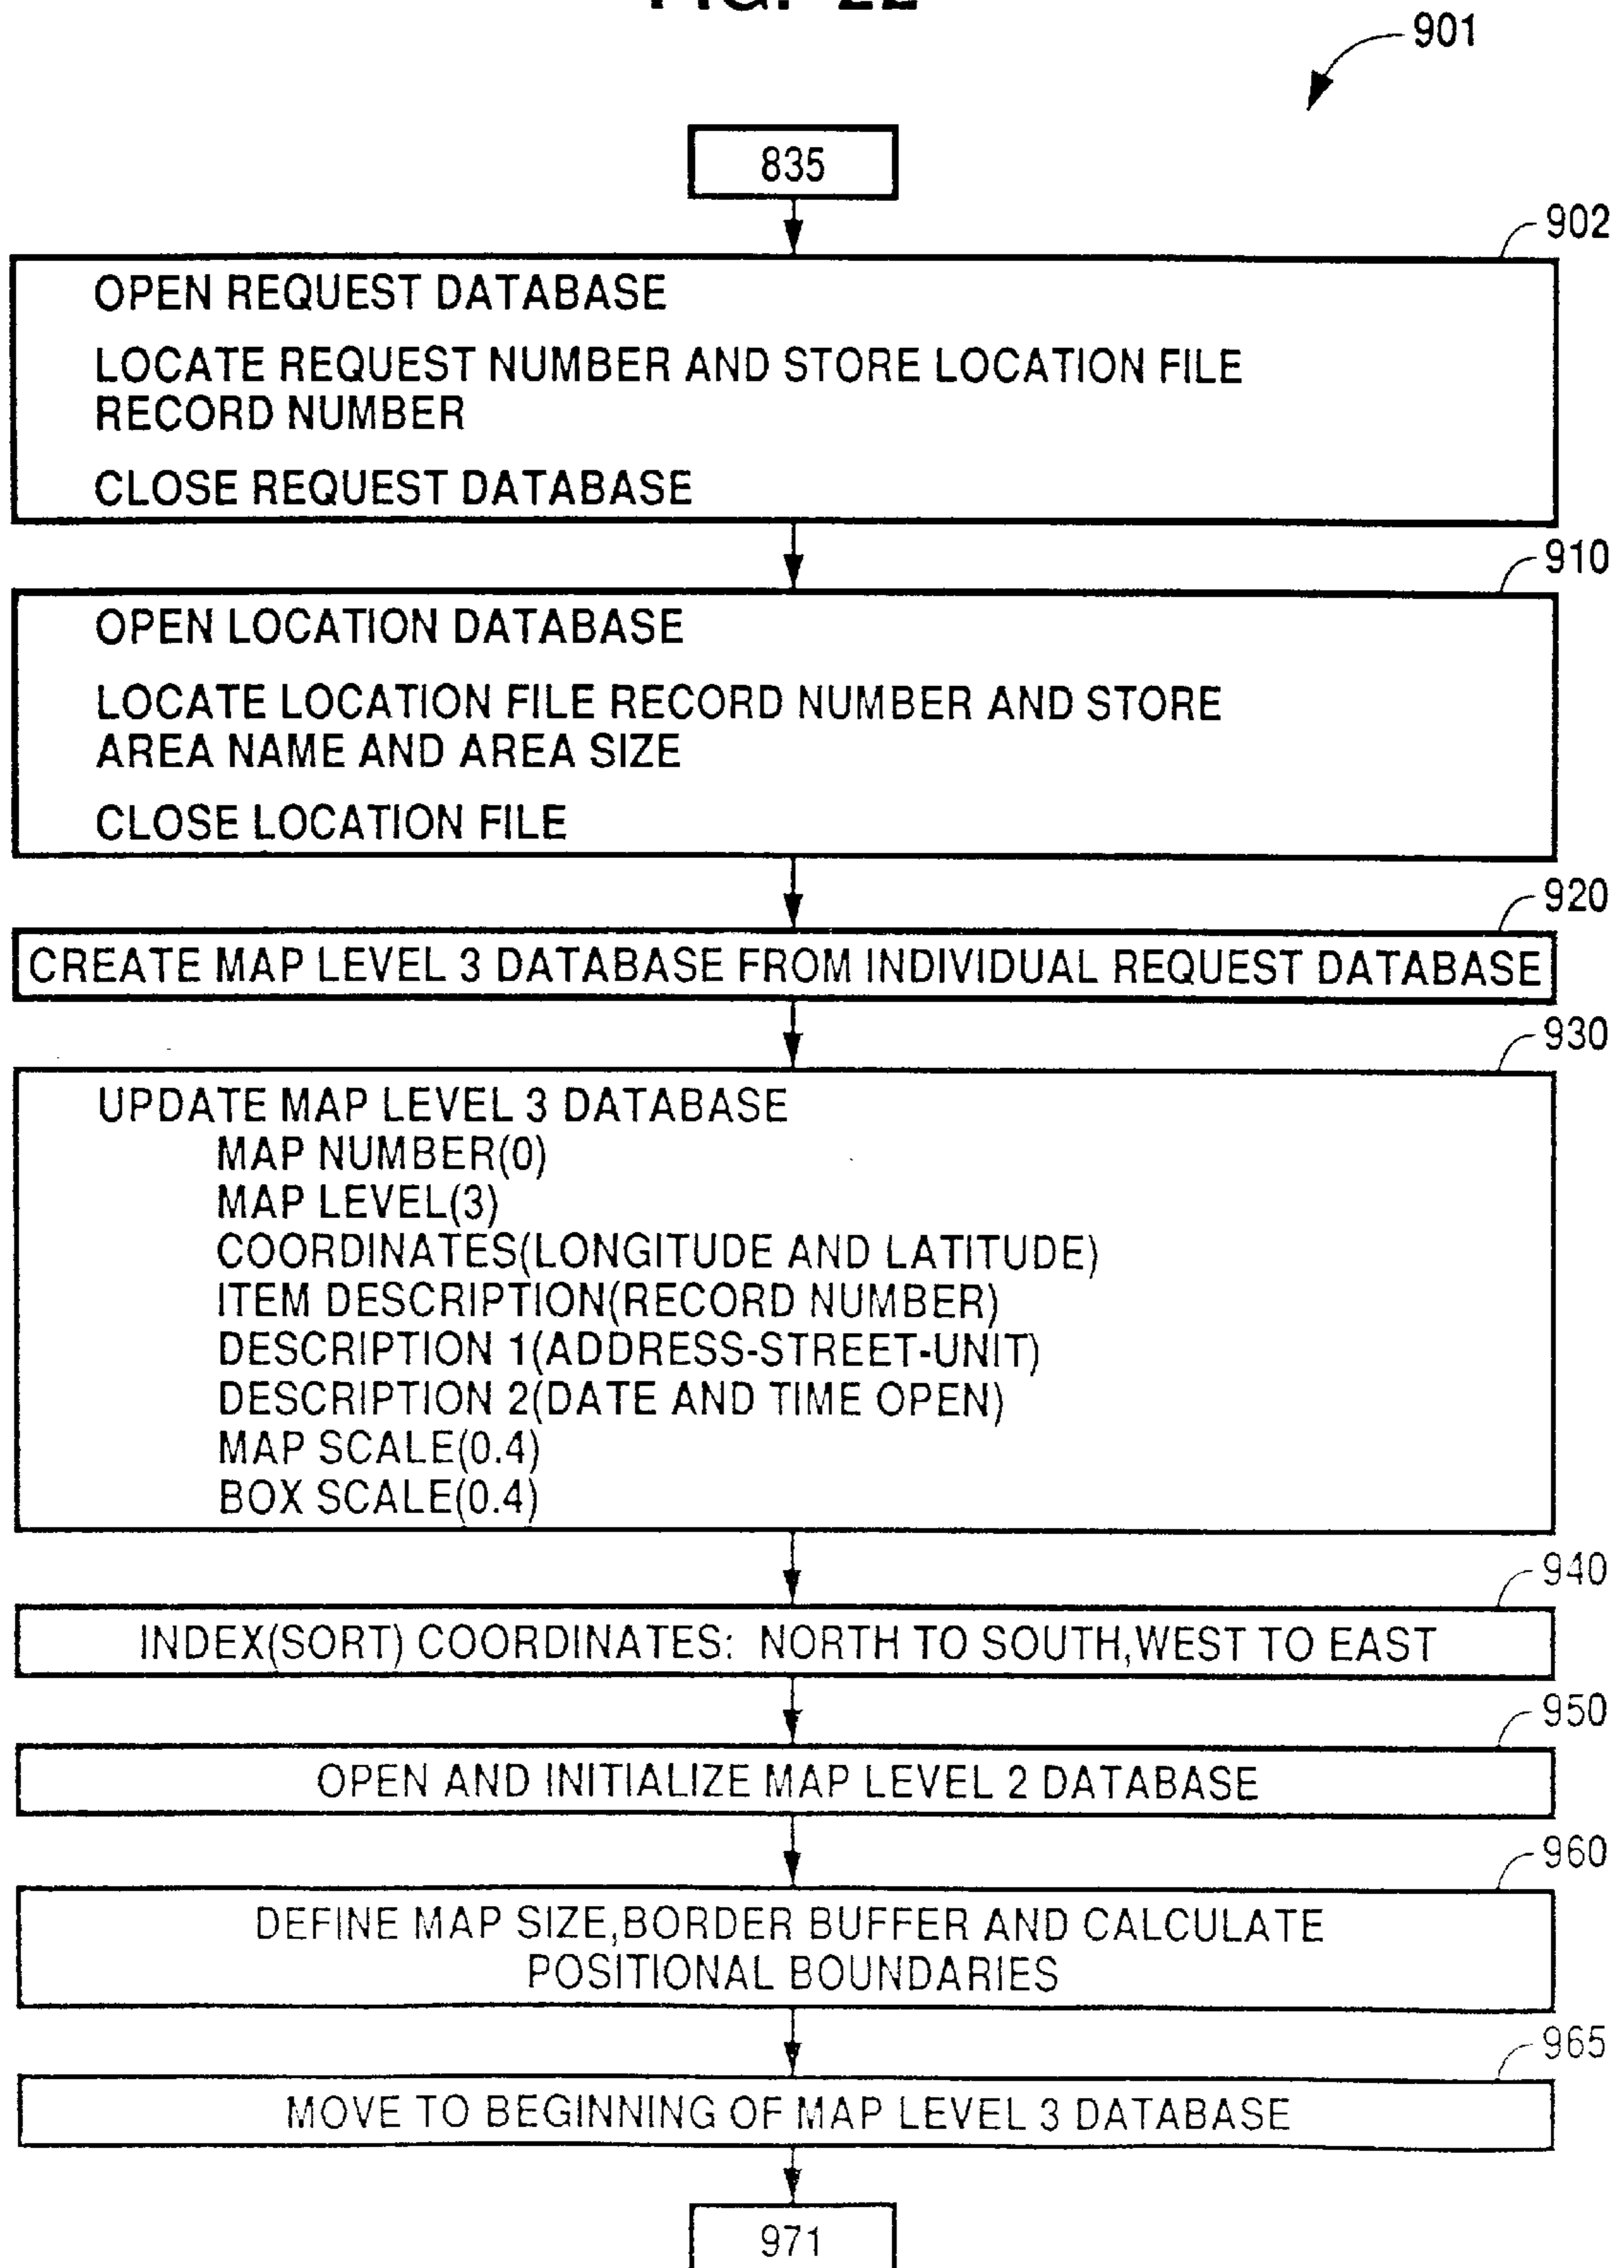 FIG. 22
901
835
902
OPEN REQUEST DATABASE
LOCATE REQUEST NUMBER AND STORE LOCATION FILE
RECORD NUMBER
CLOSE REQUEST DATABASE
910
OPEN LOCATION DATABASE
LOCATE LOCATION FILE RECORD NUMBER AND STORE
AREA NAME AND AREA SIZE
CLOSE LOCATION FILE
920
CREATE MAP LEVEL 3 DATABASE FROM INDIVIDUAL REQUEST DATABASE
930
UPDATE MAP LEVEL 3 DATABASE
MAP NUMBER(0)
MAP LEVEL(3)
COORDINATES(LONGITUDE AND LATITUDE)
ITEM DESCRIPTION(RECORD NUMBER)
DESCRIPTION 1(ADDRESS-STREET-UNIT)
DESCRIPTION 2(DATE AND TIME OPEN)
MAP SCALE(0.4)
BOX SCALE(0.4)
940
INDEX(SORT) COORDINATES: NORTH TO SOUTH,WEST TO EAST
950
OPEN AND INITIALIZE MAP LEVEL 2 DATABASE
960
DEFINE MAP SIZE,BORDER BUFFER AND CALCULATE
POSITIONAL BOUNDARIES
965
MOVE TO BEGINNING OF MAP LEVEL 3 DATABASE
971